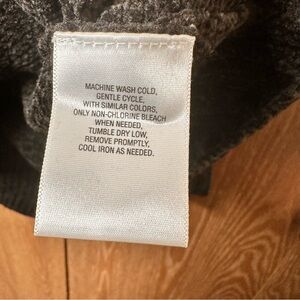 MACHINE WASH COLD,
GENTLE CYCLE,
WITH SIMILAR COLORS,
ONLY NON-CHLORINE BLEACH
WHEN NEEDED,
TUMBLE DRY LOW,
REMOVE PROMPTLY,
COOL IRON AS NEEDED.